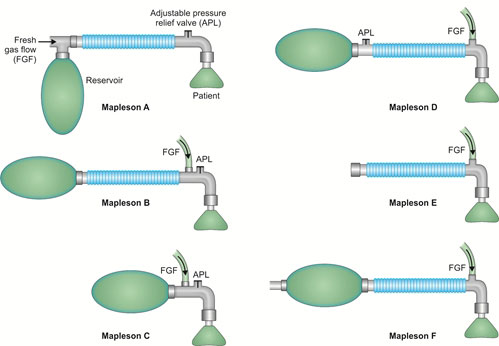 Adjustable pressure
relief valve (APL)
Fresh
gas flow
(FGF)
Reservoir
Patient
Mapleson A
FGF
APL
Mapleson B
FGF
APL
Mapleson C
APL
FGF
Mapleson D
FGF
Mapleson E
FGF
Mapleson F